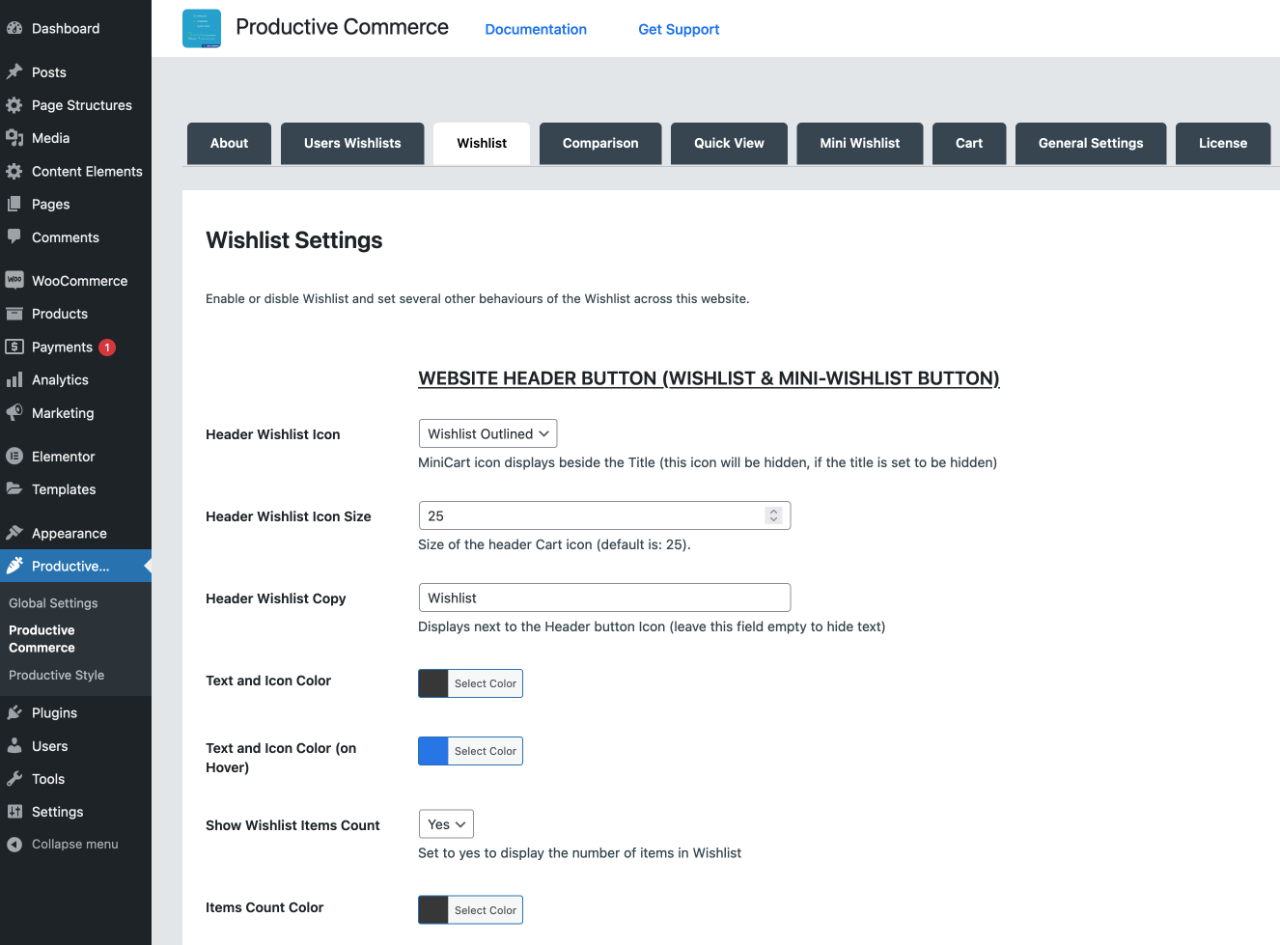 Productive Commerce
Documentation
Get Support
Dashboard
Posts
Page Structures
Media
Content Elements
Pages
Comments
WOO WooCommerce
Products
Payments 1
Analytics
Marketing
Elementor
Templates
Appearance
Productive...
Global Settings
Productive
Commerce
Productive Style
Plugins
Users
Tools
Settings
Collapse menu
About
Users Wishlists
Wishlist
Comparison
Quick View
Mini Wishlist
Cart
General Settings
License
Wishlist Settings
Enable or disble Wishlist and set several other behaviours of the Wishlist across this website.
WEBSITE HEADER BUTTON (WISHLIST & MINI-WISHLIST BUTTON)
Header Wishlist Icon
Wishlist Outlined
MiniCart icon displays beside the Title (this icon will be hidden, if the title is set to be hidden)
Header Wishlist Icon Size
25
Size of the header Cart icon (default is: 25).
Header Wishlist Copy
Wishlist
Displays next to the Header button Icon (leave this field empty to hide text)
Text and Icon Color
Select Color
Text and Icon Color (on
Hover)
Select Color
Show Wishlist Items Count
Yes
Set to yes to display the number of items in Wishlist
Items Count Color
Select Color